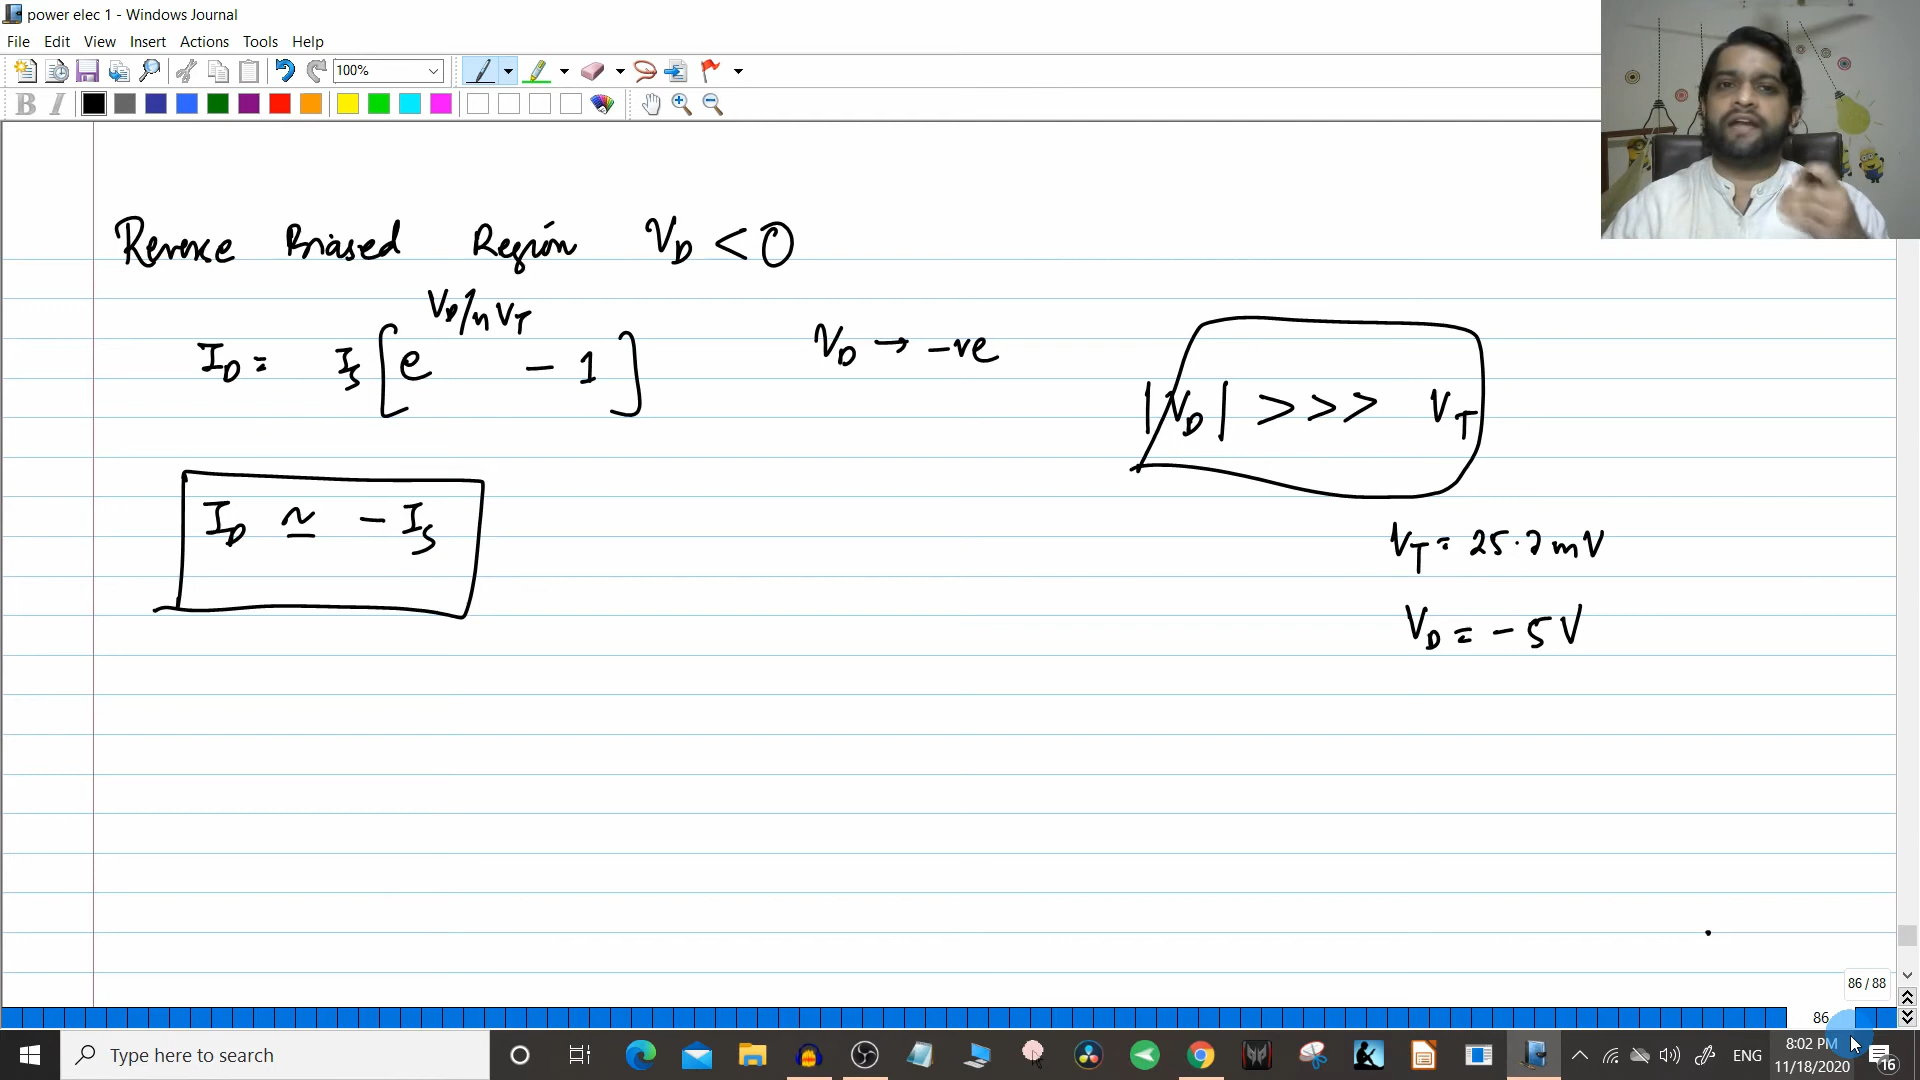 power elec 1 - Windows Journal
File Edit View Insert Actions Tools Help
100%
B I
Reverse Biased Region V_D < 0
I_D = I_S [e^{V_D/nV_T} - 1]
V_D → -ve
|V_D| >>> V_T
I_D ≃ - I_S
V_T = 25.7 mV
V_D = - 5 V
86 / 88
86
Type here to search
ENG
8:02 PM
11/18/2020
16